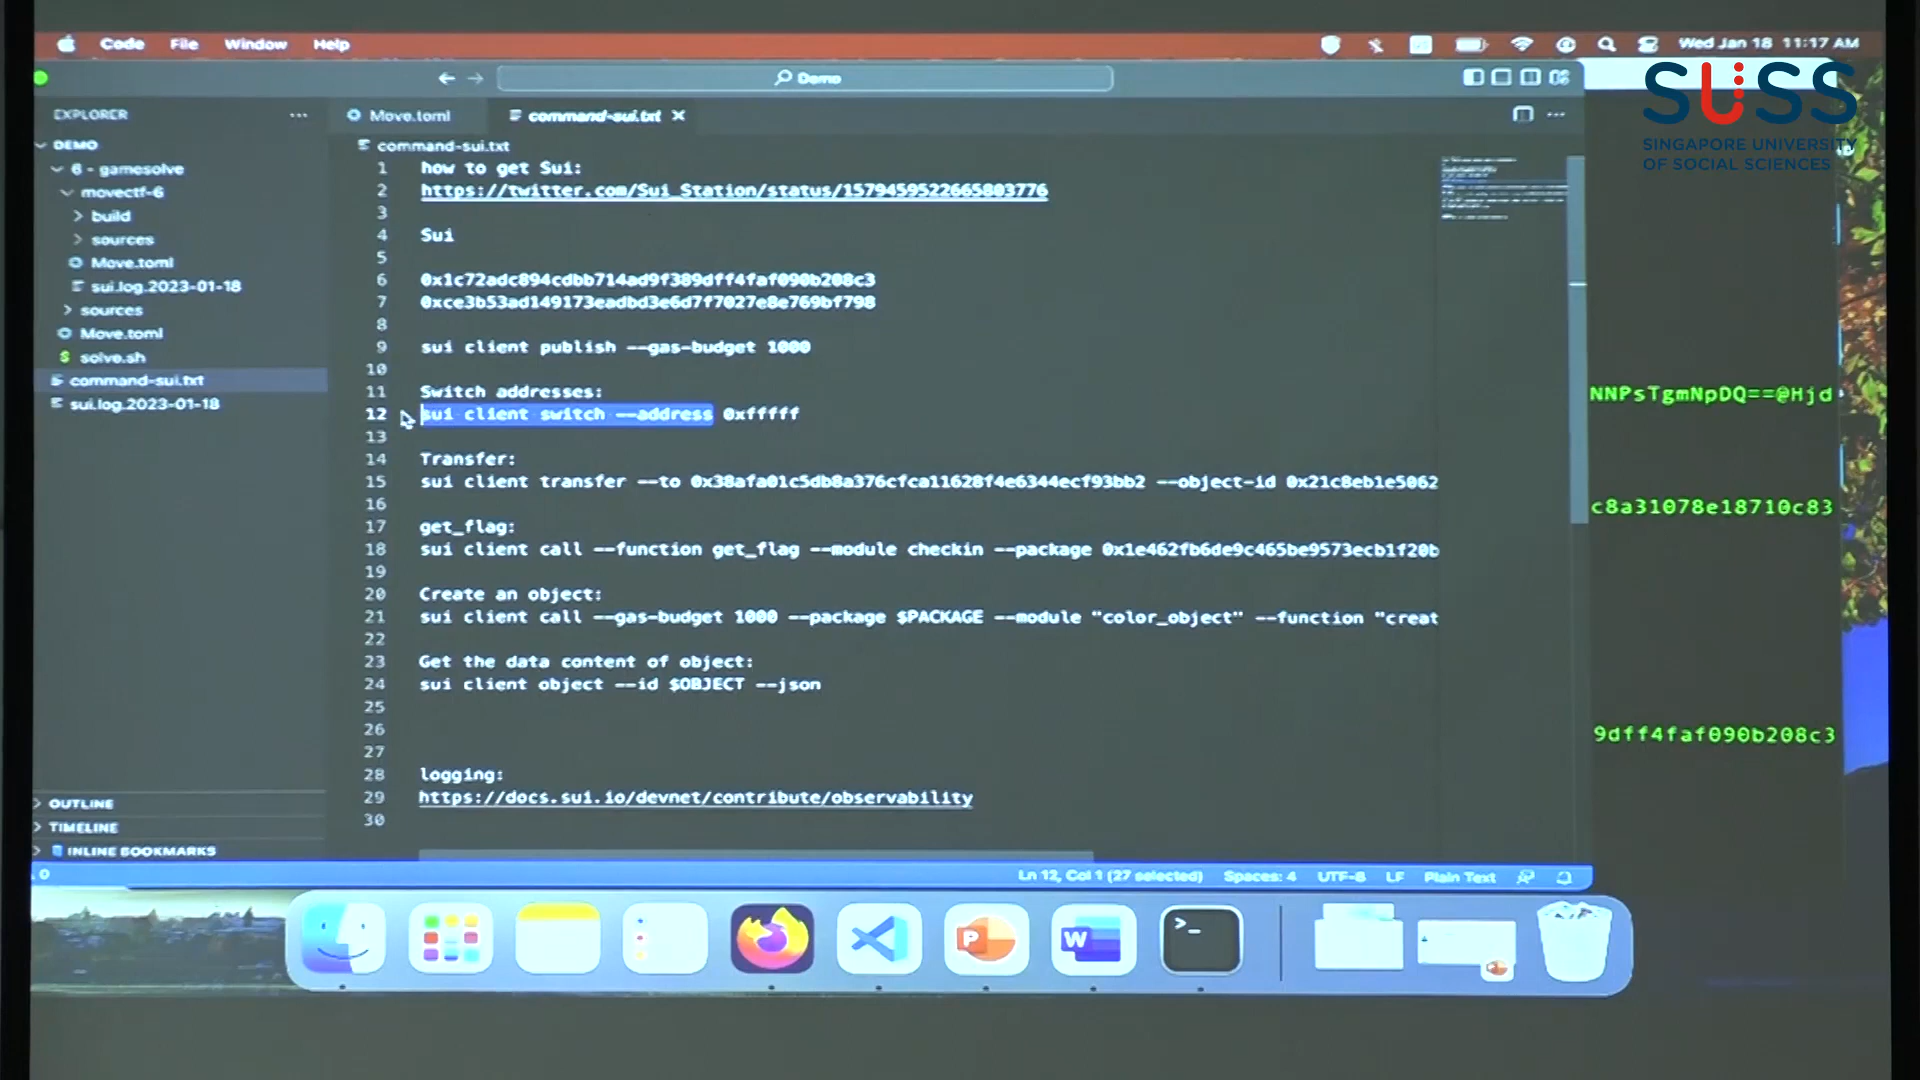 Code File Window Help
Wed Jan 18 11:17 AM
Demo
SUSS
SINGAPORE UNIVERSITY
OF SOCIAL SCIENCES
EXPLORER
Move.toml
command-sui.txt
DEMO
6 - gamesolve
movectf-6
build
sources
Move.toml
sui.log.2023-01-18
sources
Move.toml
solve.sh
command-sui.txt
sui.log.2023-01-18
OUTLINE
TIMELINE
INLINE BOOKMARKS
command-sui.txt
1 how to get Sui:
2 https://twitter.com/Sui_Station/status/1579459522665803776
3
4 Sui
5
6 0x1c72adc894cdbb714ad9f389dff4faf090b208c3
7 0xce3b53ad149173eadbd3e6d7f7027e8e769bf798
8
9 sui client publish --gas-budget 1000
10
11 Switch addresses:
12 sui client switch --address 0xfffff
13
14 Transfer:
15 sui client transfer --to 0x38afa01c5db8a376cfca11628f4e6344ecf93bb2 --object-id 0x21c8eb1e5062
16
17 get_flag:
18 sui client call --function get_flag --module checkin --package 0x1e462fb6de9c465be9573ecb1f20b
19
20 Create an object:
21 sui client call --gas-budget 1000 --package $PACKAGE --module "color_object" --function "creat
22
23 Get the data content of object:
24 sui client object --id $OBJECT --json
25
26
27
28 logging:
29 https://docs.sui.io/devnet/contribute/observability
30
NNPsTgmNpDQ==@Hjd
c8a31078e18710c83
9dff4faf090b208c3
0
Ln 12, Col 1 (27 selected) Spaces: 4 UTF-8 LF Plain Text
P
W
>_